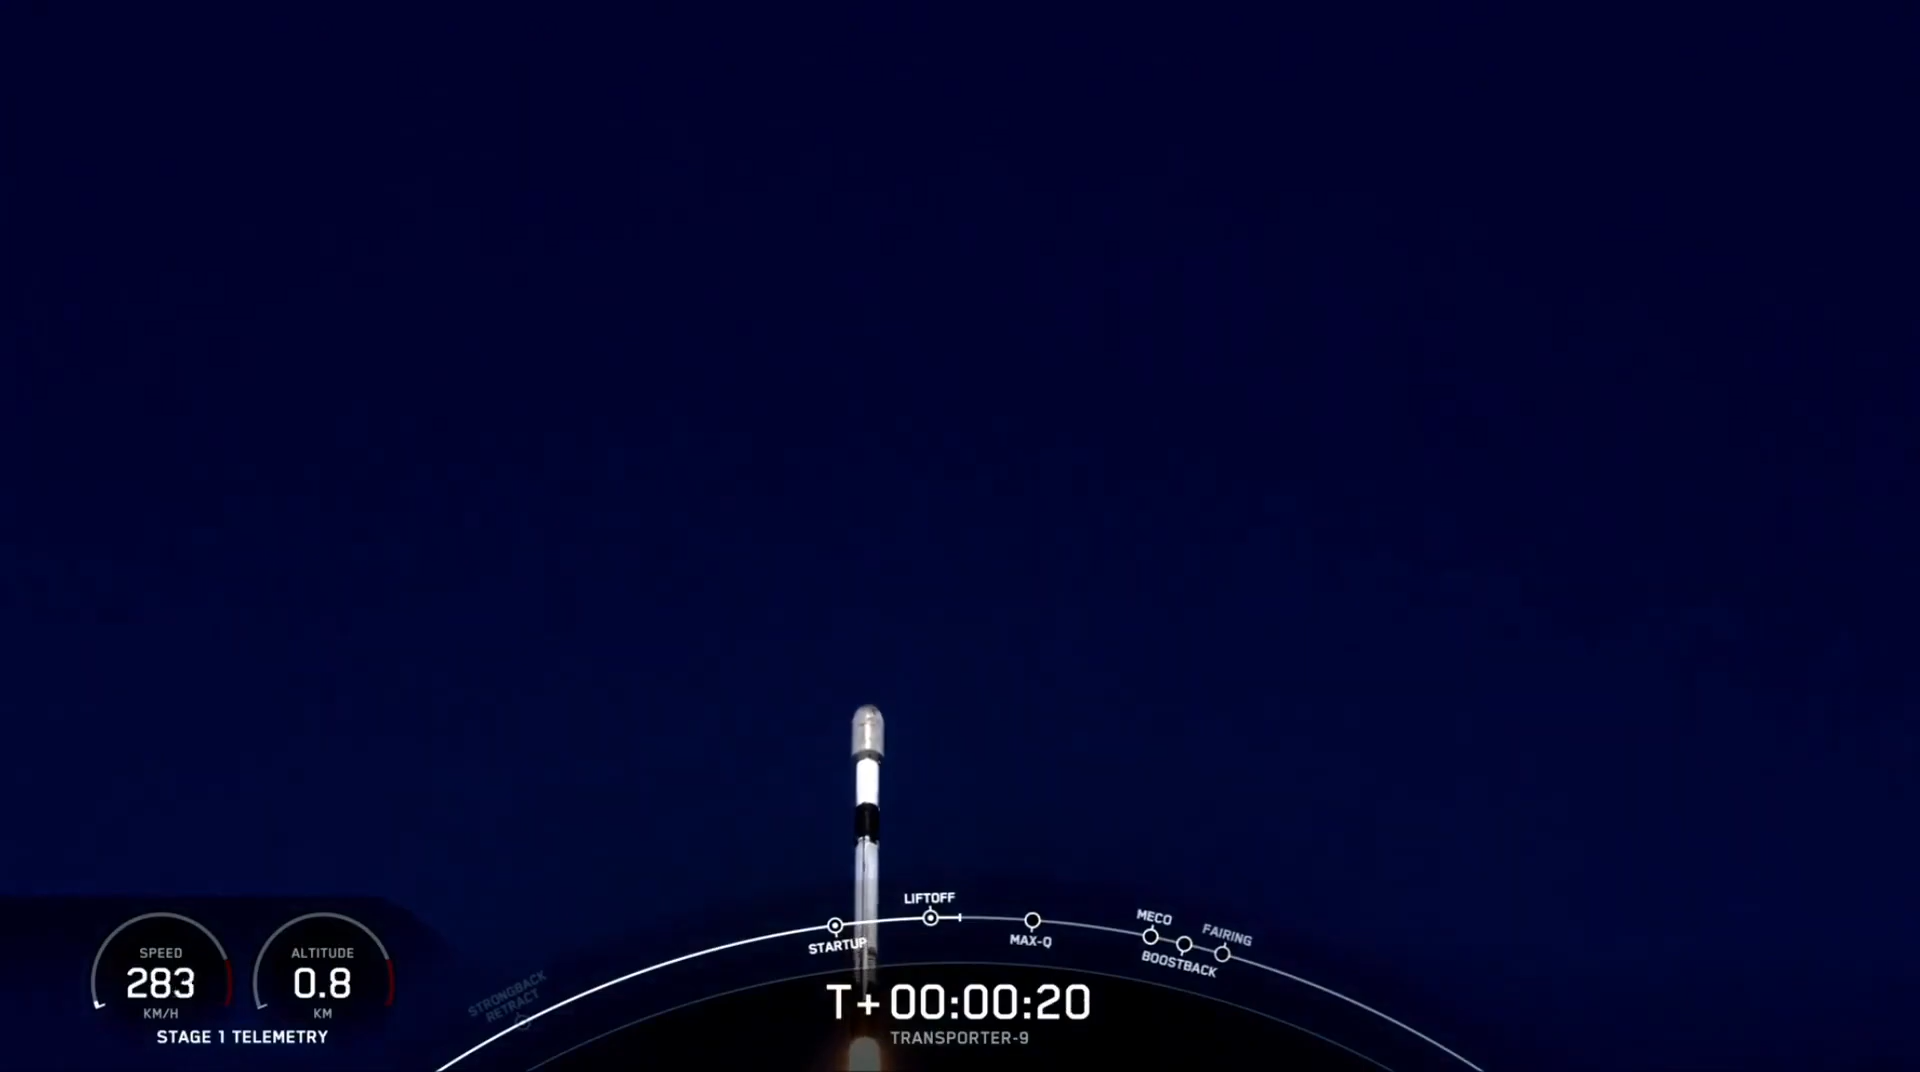 SPEED
283
KM/H
ALTITUDE
0.8
KM
STAGE 1 TELEMETRY
STRONGBACK
RETRACT
STARTUP
LIFTOFF
MAX-Q
MECO
BOOSTBACK
FAIRING
T+00:00:20
TRANSPORTER-9